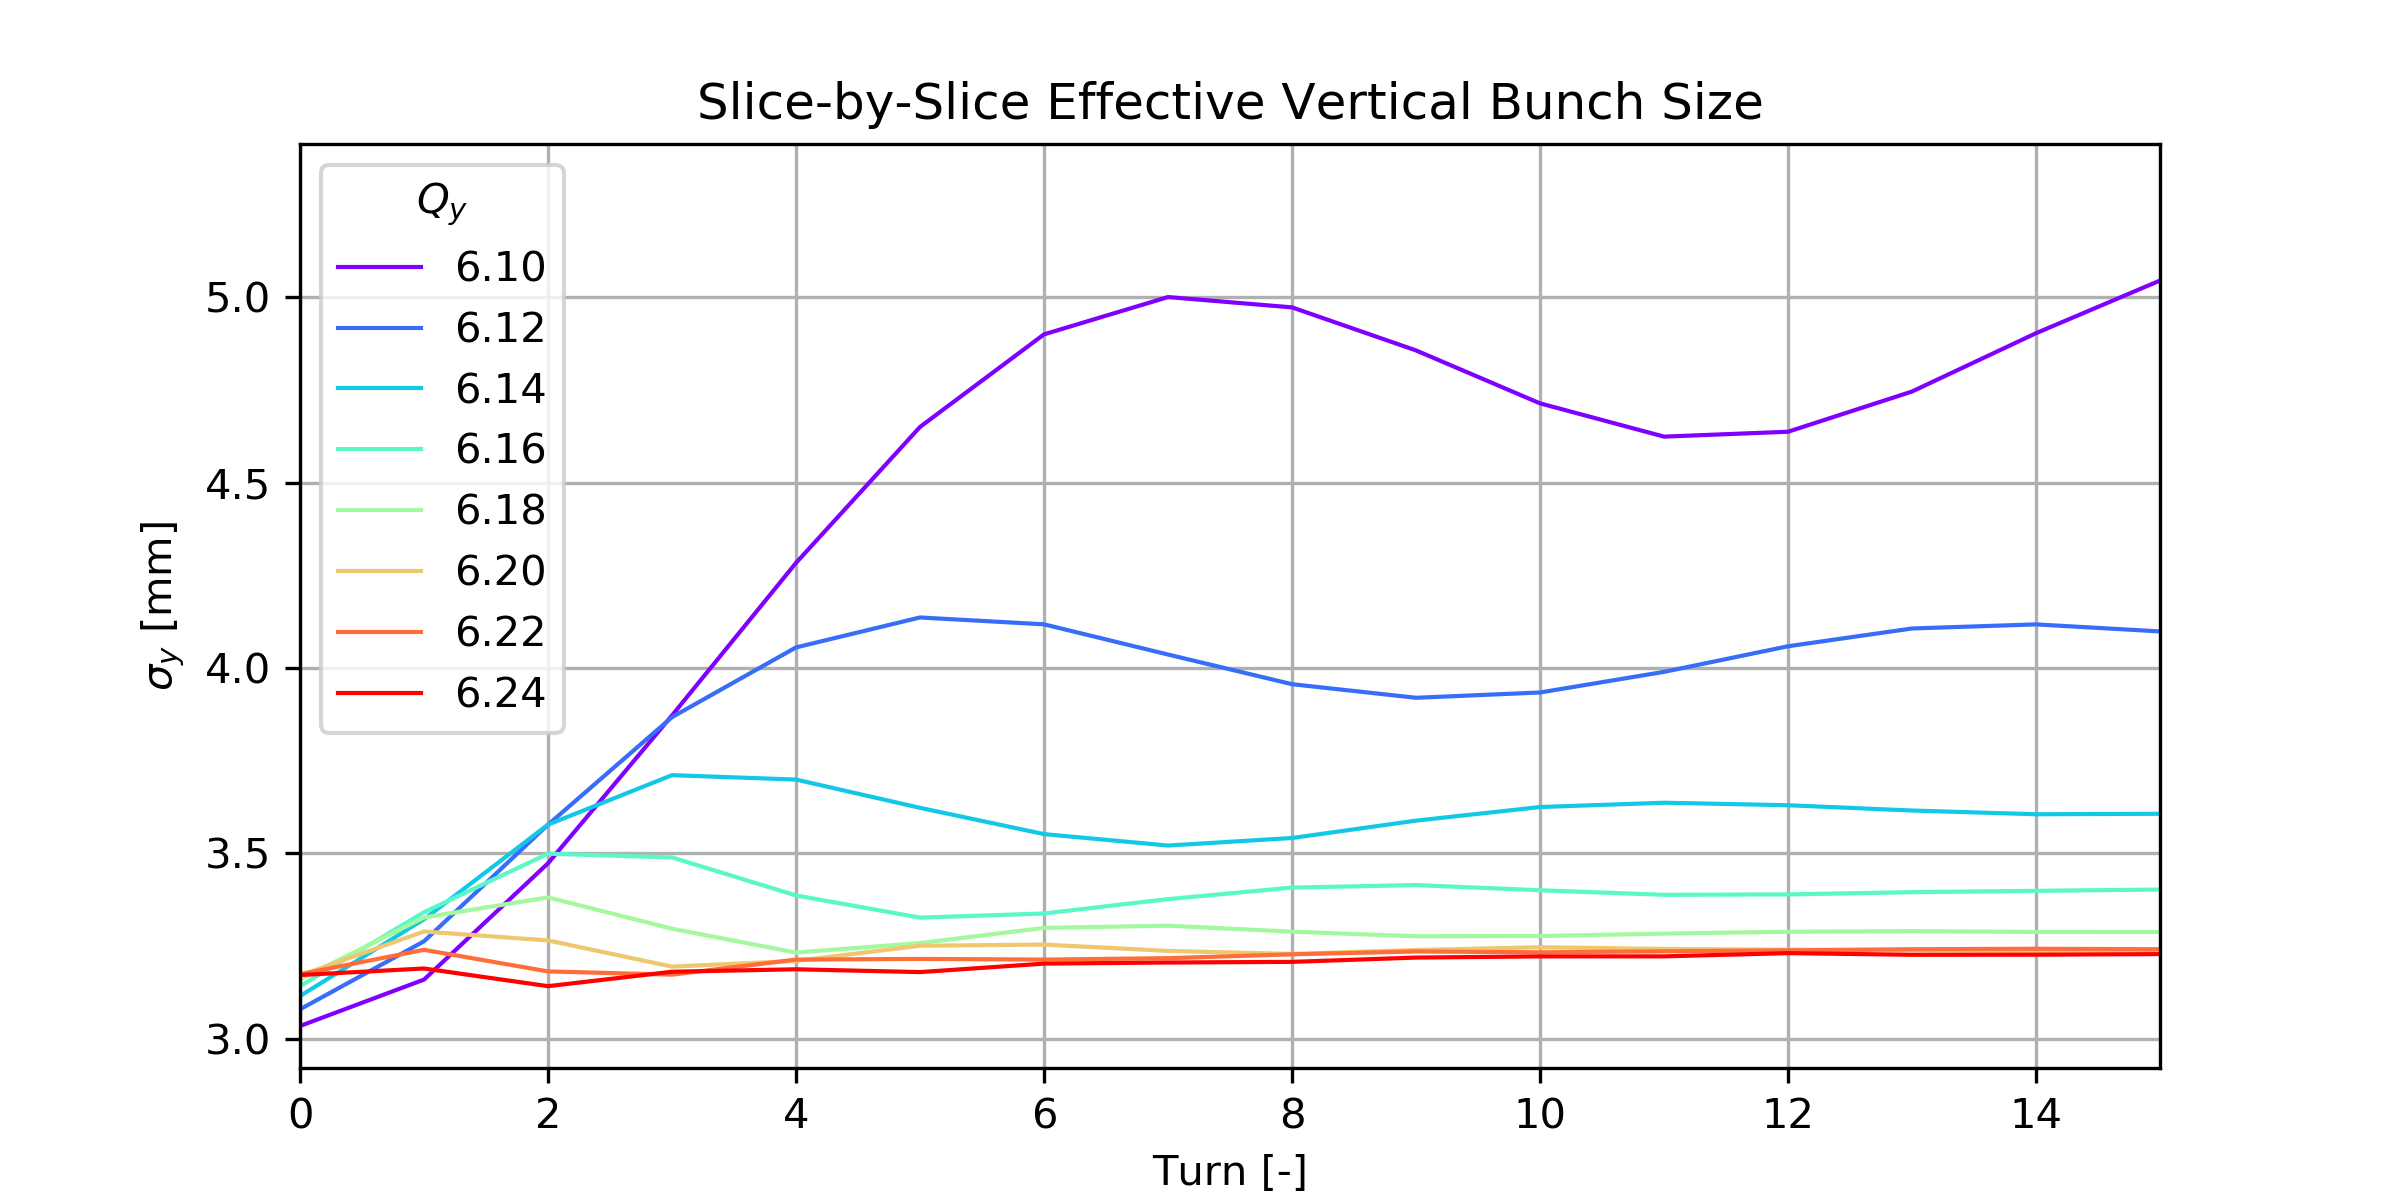 Slice-by-Slice Effective Vertical Bunch Size
Q_y
6.10
6.12
6.14
6.16
6.18
6.20
6.22
6.24
σ_y [mm]
5.0
4.5
4.0
3.5
3.0
0 2 4 6 8 10 12 14
Turn [-]